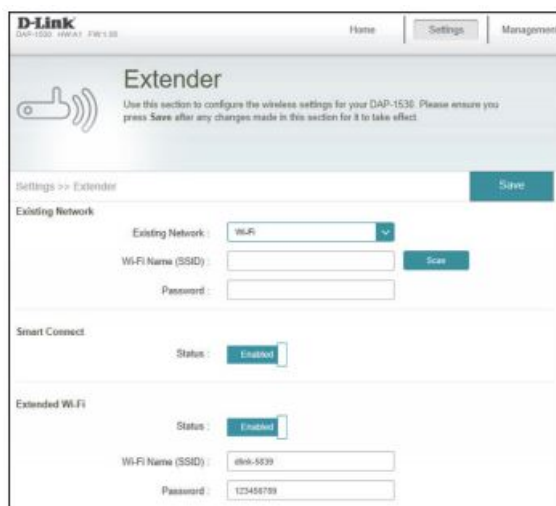 D-Link
DAP-1530 HW:A1 FW:1.00
Home Settings Management
Extender
Use this section to configure the wireless settings for your DAP-1530. Please ensure you
press Save after any changes made in this section for it to take effect.
Settings >> Extender Save
Existing Network
Existing Network : Wi-Fi
Wi-Fi Name (SSID) : Scan
Password :
Smart Connect
Status : Enabled
Extended Wi-Fi
Status : Enabled
Wi-Fi Name (SSID) : dlink-5839
Password : 123456789